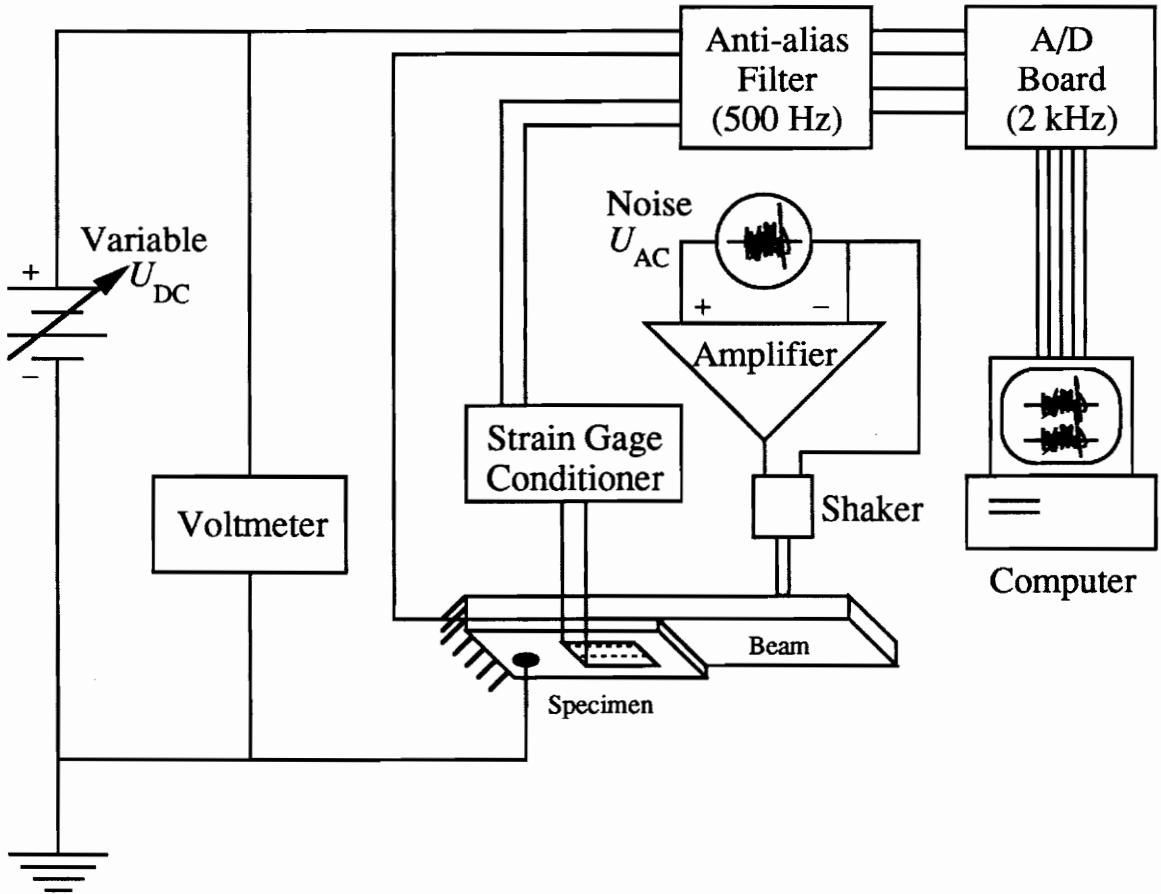 Anti-alias
Filter
(500 Hz)
A/D
Board
(2 kHz)
Noise
U_AC
Variable
U_DC
+
−
+ −
Amplifier
Strain Gage
Conditioner
Voltmeter
Shaker
Computer
Beam
Specimen